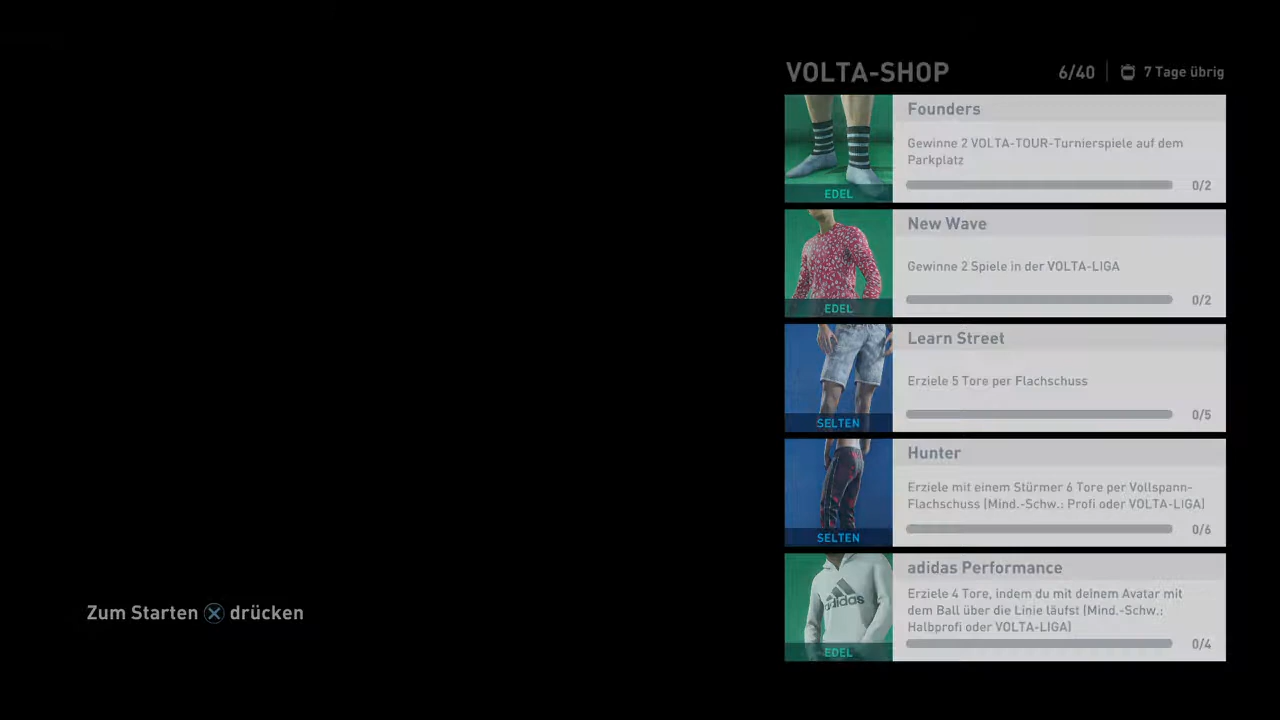 VOLTA-SHOP
6/40
7 Tage übrig
Founders
Gewinne 2 VOLTA-TOUR-Turnierspiele auf dem
Parkplatz
0/2
EDEL
New Wave
Gewinne 2 Spiele in der VOLTA-LIGA
0/2
EDEL
Learn Street
Erziele 5 Tore per Flachschuss
0/5
SELTEN
Hunter
Erziele mit einem Stürmer 6 Tore per Vollspann-
Flachschuss (Mind.-Schw.: Profi oder VOLTA-LIGA)
0/6
SELTEN
adidas Performance
Erziele 4 Tore, indem du mit deinem Avatar mit
dem Ball über die Linie läufst (Mind.-Schw.:
Halbprofi oder VOLTA-LIGA)
0/4
adidas
EDEL
Zum Starten drücken